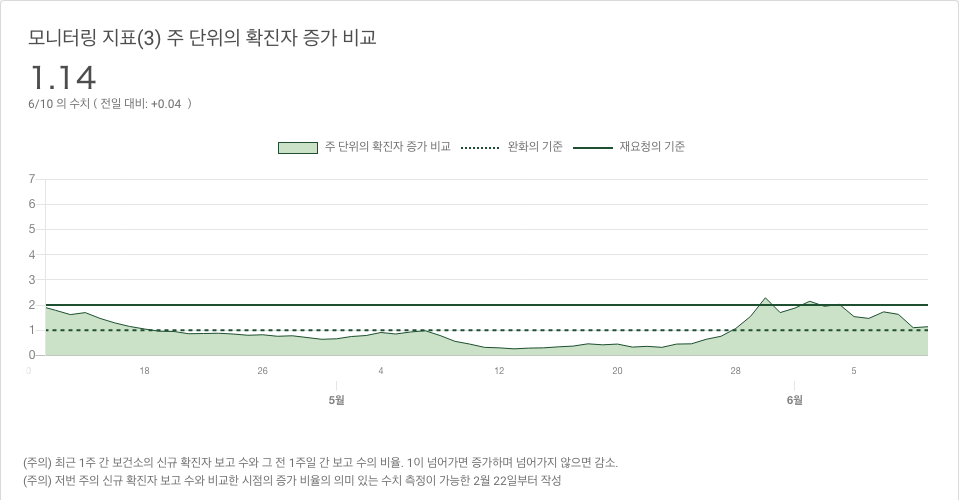 모니터링 지표(3) 주 단위의 확진자 증가 비교
1.14
6/10 의 수치 ( 전일 대비: +0.04 )
주 단위의 확진자 증가 비교 완화의 기준 재요청의 기준
7
6
5
4
3
2
1
0
0 18 26 4 12 20 28 5
5월 6월
(주의) 최근 1주 간 보건소의 신규 확진자 보고 수와 그 전 1주일 간 보고 수의 비율. 1이 넘어가면 증가하며 넘어가지 않으면 감소.
(주의) 저번 주의 신규 확진자 보고 수와 비교한 시점의 증가 비율의 의미 있는 수치 측정이 가능한 2월 22일부터 작성